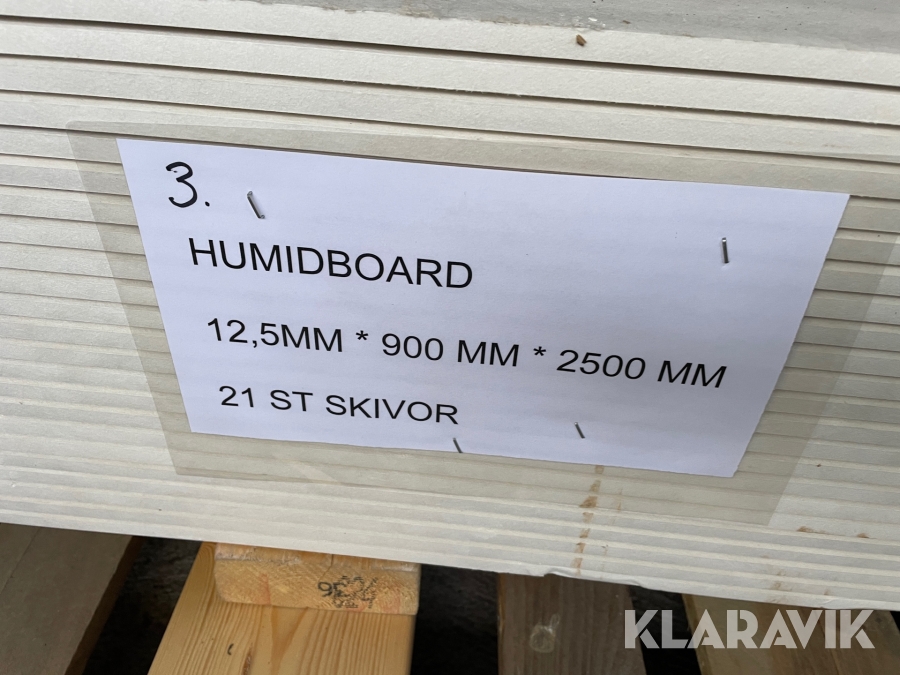 3.
HUMIDBOARD
12,5MM * 900 MM * 2500 MM
21 ST SKIVOR
KLARAVIK